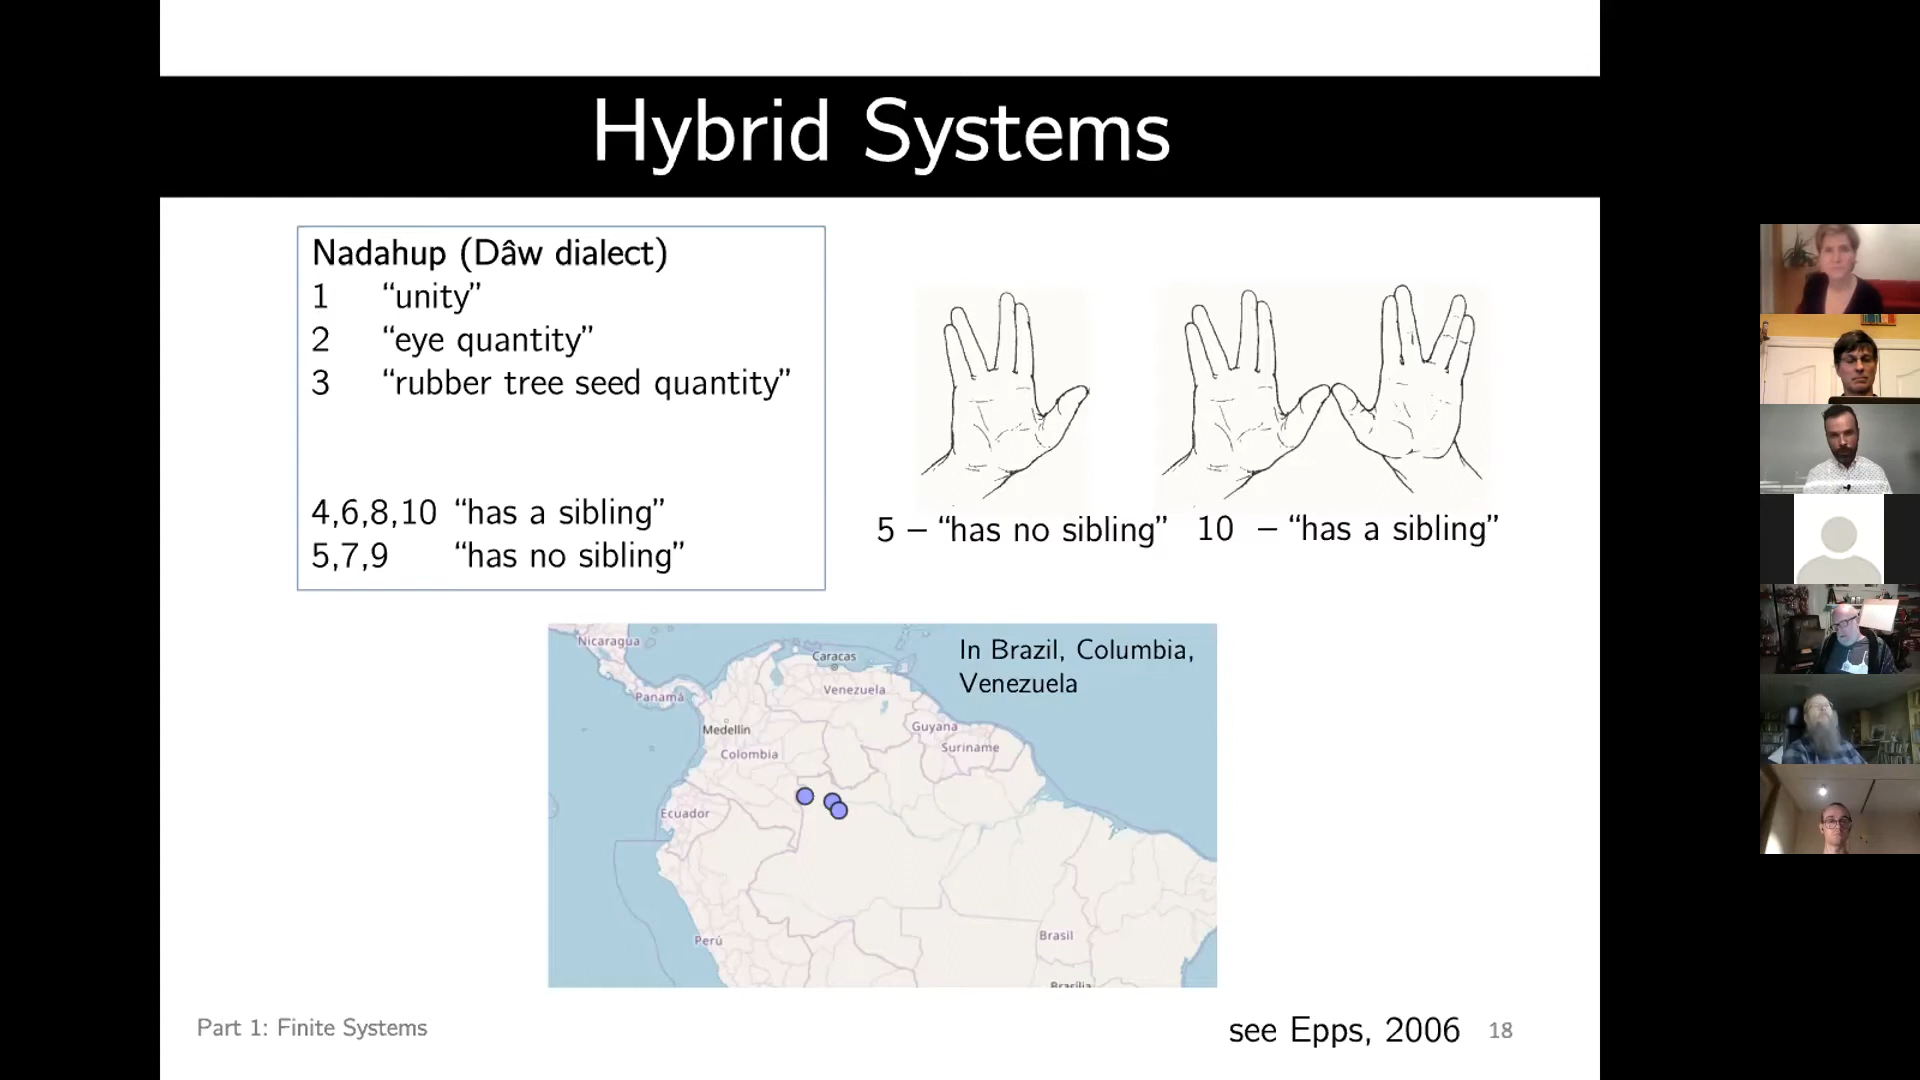 Hybrid Systems
Nadahup (Dâw dialect)
1 “unity”
2 “eye quantity”
3 “rubber tree seed quantity”
4,6,8,10 “has a sibling”
5,7,9 “has no sibling”
5 – “has no sibling”
10 – “has a sibling”
In Brazil, Columbia,
Venezuela
Nicaragua
Caracas
Venezuela
Panamá
Medellin
Guyana
Colombia
Suriname
Ecuador
Perú
Brasil
Brasília
Part 1: Finite Systems
see Epps, 2006
18